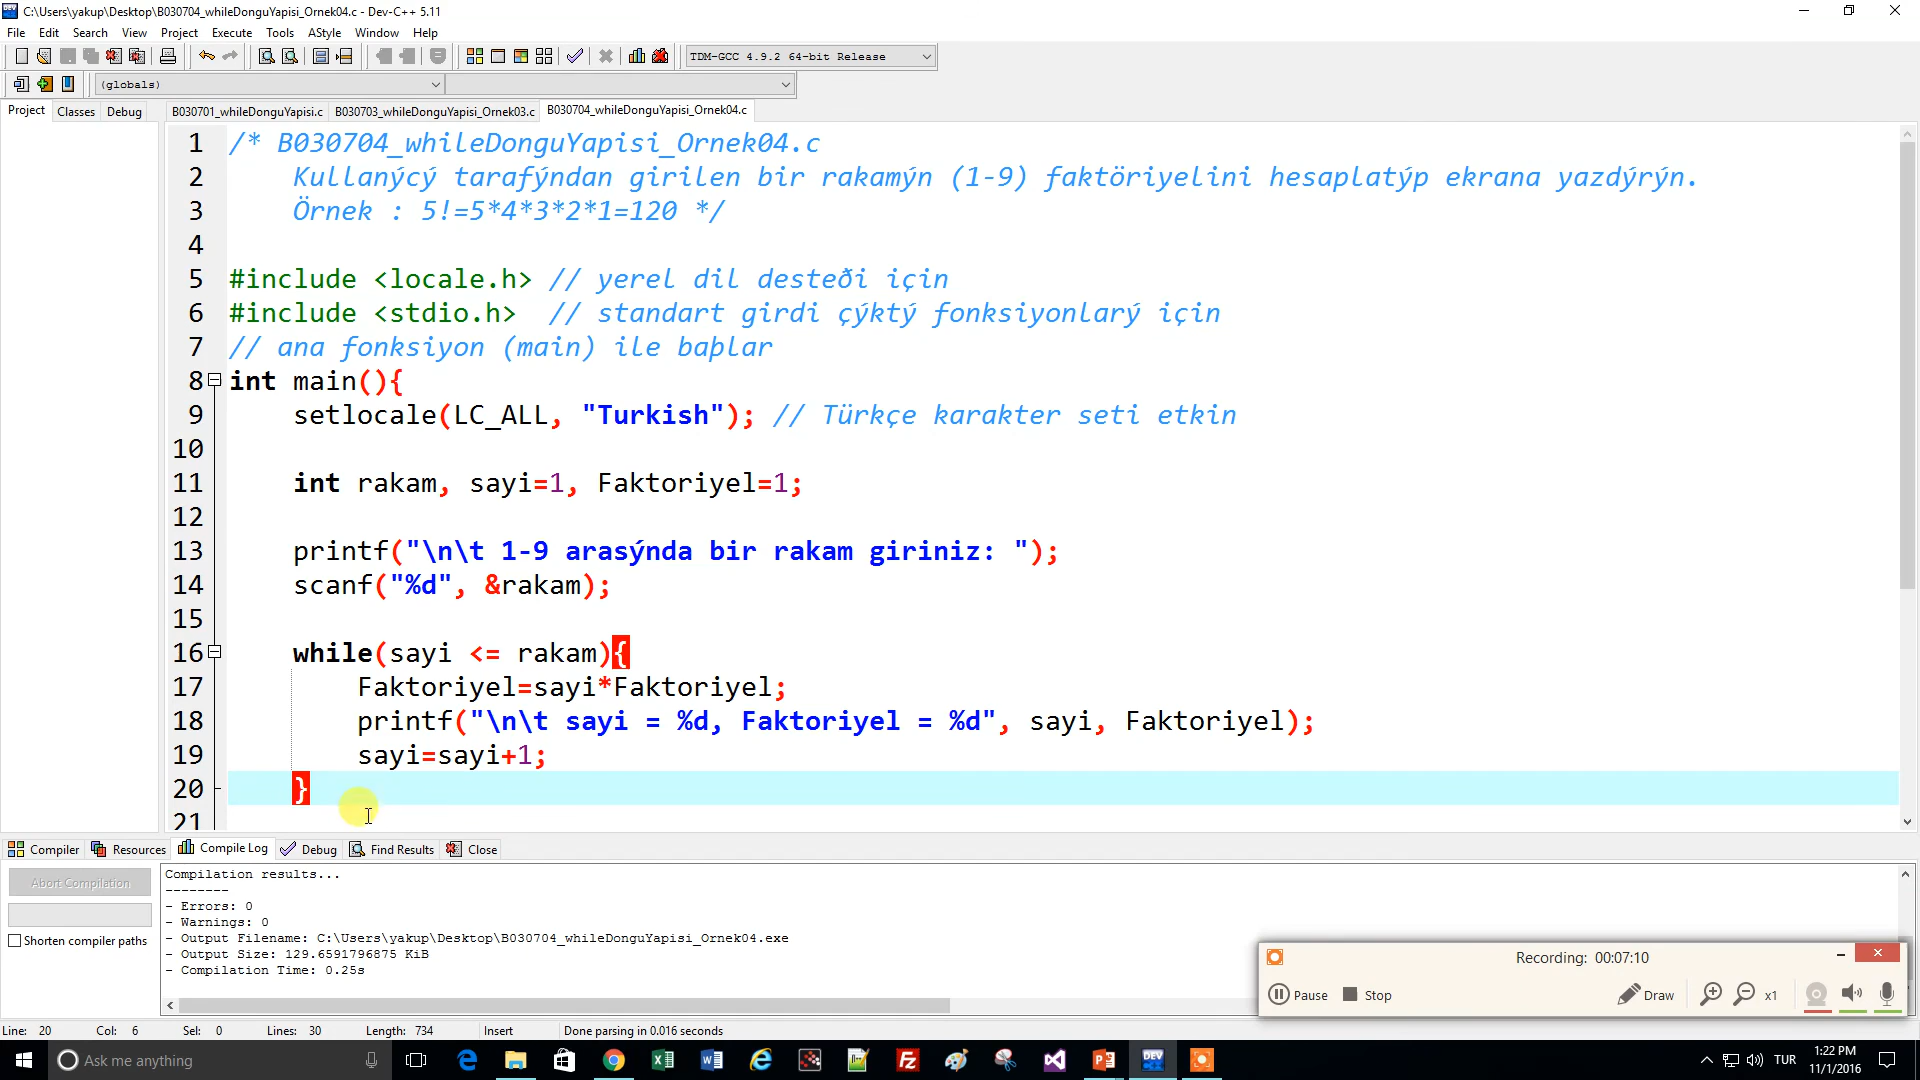 C:\Users\yakup\Desktop\B030704_whileDonguYapisi_Ornek04.c - Dev-C++ 5.11
File Edit Search View Project Execute Tools AStyle Window Help
TDM-GCC 4.9.2 64-bit Release
(globals)
Project Classes Debug B030701_whileDonguYapisi.c B030703_whileDonguYapisi_Ornek03.c B030704_whileDonguYapisi_Ornek04.c
1 /* B030704_whileDonguYapisi_Ornek04.c
2 Kullanýcý tarafýndan girilen bir rakamýn (1-9) faktöriyelini hesaplatýp ekrana yazdýrýn.
3 Örnek : 5!=5*4*3*2*1=120 */
4
5 #include <locale.h> // yerel dil desteði için
6 #include <stdio.h> // standart girdi çýktý fonksiyonlarý için
7 // ana fonksiyon (main) ile baþlar
8 int main(){
9 setlocale(LC_ALL, "Turkish"); // Türkçe karakter seti etkin
10
11 int rakam, sayi=1, Faktoriyel=1;
12
13 printf("\n\t 1-9 arasýnda bir rakam giriniz: ");
14 scanf("%d", &rakam);
15
16 while(sayi <= rakam){
17 Faktoriyel=sayi*Faktoriyel;
18 printf("\n\t sayi = %d, Faktoriyel = %d", sayi, Faktoriyel);
19 sayi=sayi+1;
20 }
21
Compiler Resources Compile Log Debug Find Results Close
Abort Compilation
Shorten compiler paths
Compilation results...
--------
- Errors: 0
- Warnings: 0
- Output Filename: C:\Users\yakup\Desktop\B030704_whileDonguYapisi_Ornek04.exe
- Output Size: 129.6591796875 KiB
- Compilation Time: 0.25s
Recording: 00:07:10
Pause Stop Draw x1
Line: 20 Col: 6 Sel: 0 Lines: 30 Length: 734 Insert Done parsing in 0.016 seconds
Ask me anything
TUR
1:22 PM
11/1/2016